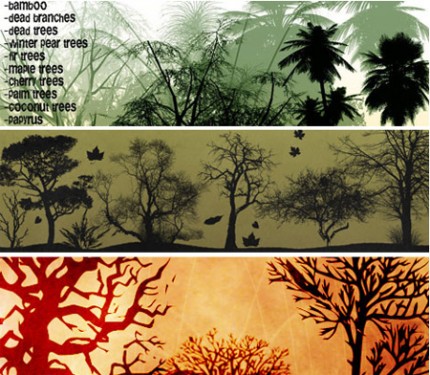 -bamboo
-dead branches
-dead trees
-winter pear trees
-fir trees
-maple trees
-cherry trees
-palm trees
-coconut trees
-papyrus